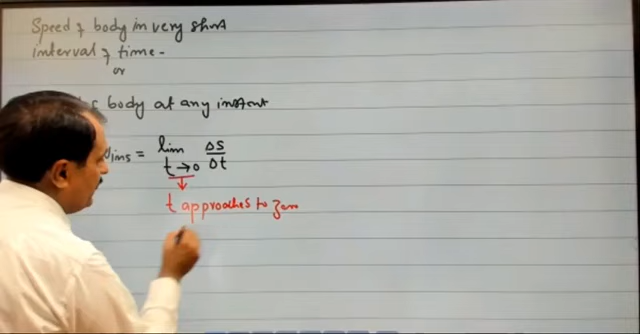 Speed of body in very short
interval of time -
or
body at any instant
ins = lim ΔS
t → 0 Δt
t approaches to zero